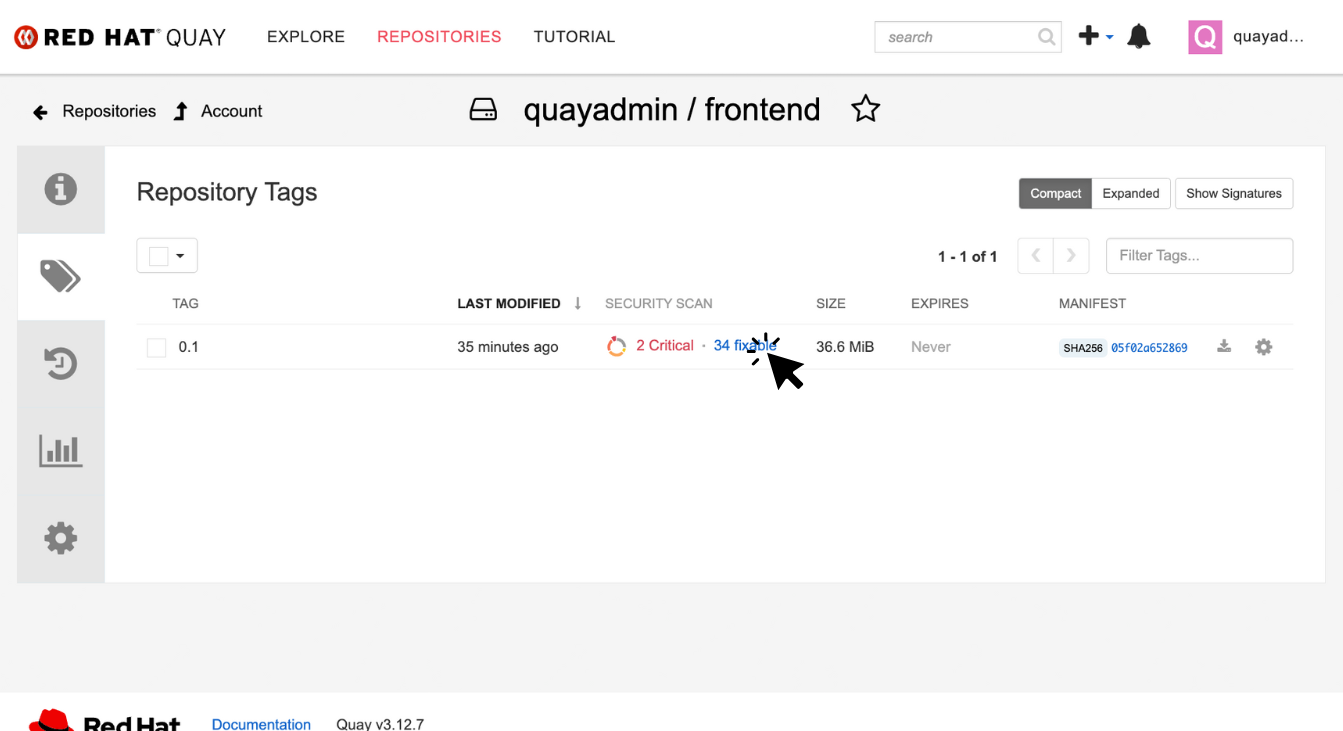 RED HAT® QUAY EXPLORE REPOSITORIES TUTORIAL search Q quayad...
Repositories Account quayadmin / frontend
Repository Tags Compact Expanded Show Signatures
1 - 1 of 1 Filter Tags...
TAG LAST MODIFIED SECURITY SCAN SIZE EXPIRES MANIFEST
0.1 35 minutes ago 2 Critical · 34 fixable 36.6 MiB Never SHA256 05f02a652869
Red Hat Documentation Quay v3.12.7